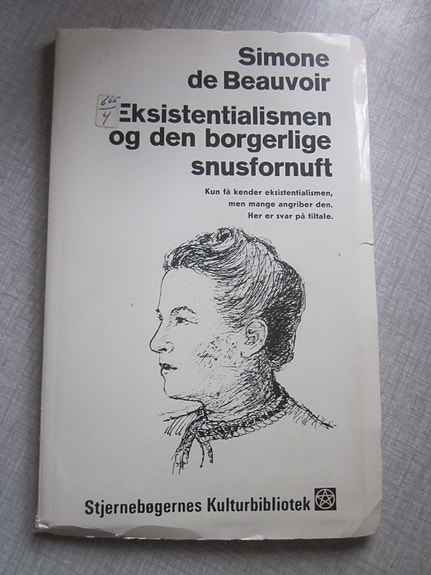 Simone
de Beauvoir
Eksistentialismen
og den borgerlige
snusfornuft
Kun få kender eksistentialismen,
men mange angriber den.
Her er svar på tiltale.
Stjernebøgernes Kulturbibliotek